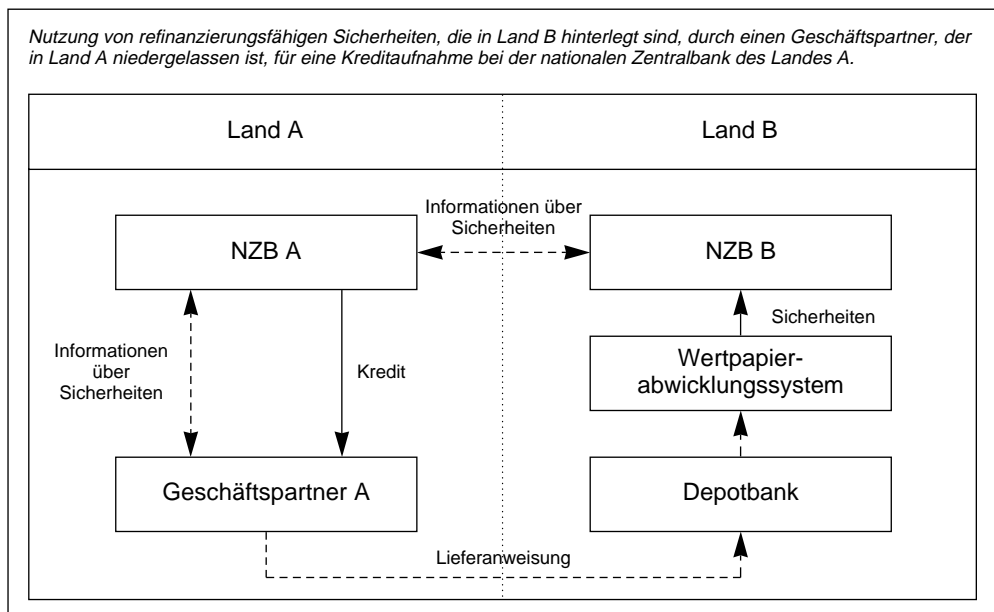 Nutzung von refinanzierungsfähigen Sicherheiten, die in Land B hinterlegt sind, durch einen Geschäftspartner, der
in Land A niedergelassen ist, für eine Kreditaufnahme bei der nationalen Zentralbank des Landes A.
Land A
Land B
Informationen über
Sicherheiten
NZB A
NZB B
Sicherheiten
Informationen
über
Sicherheiten
Kredit
Wertpapier-
abwicklungssystem
Geschäftspartner A
Depotbank
Lieferanweisung